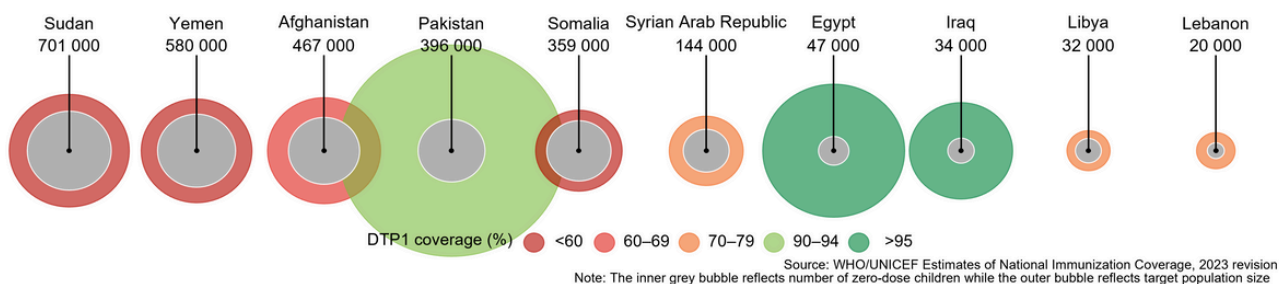 Sudan
701 000
Yemen
580 000
Afghanistan
467 000
Pakistan
396 000
Somalia
359 000
Syrian Arab Republic
144 000
Egypt
47 000
Iraq
34 000
Libya
32 000
Lebanon
20 000
DTP1 coverage (%) <60 60–69 70–79 90–94 >95
Source: WHO/UNICEF Estimates of National Immunization Coverage, 2023 revision
Note: The inner grey bubble reflects number of zero-dose children while the outer bubble reflects target population size